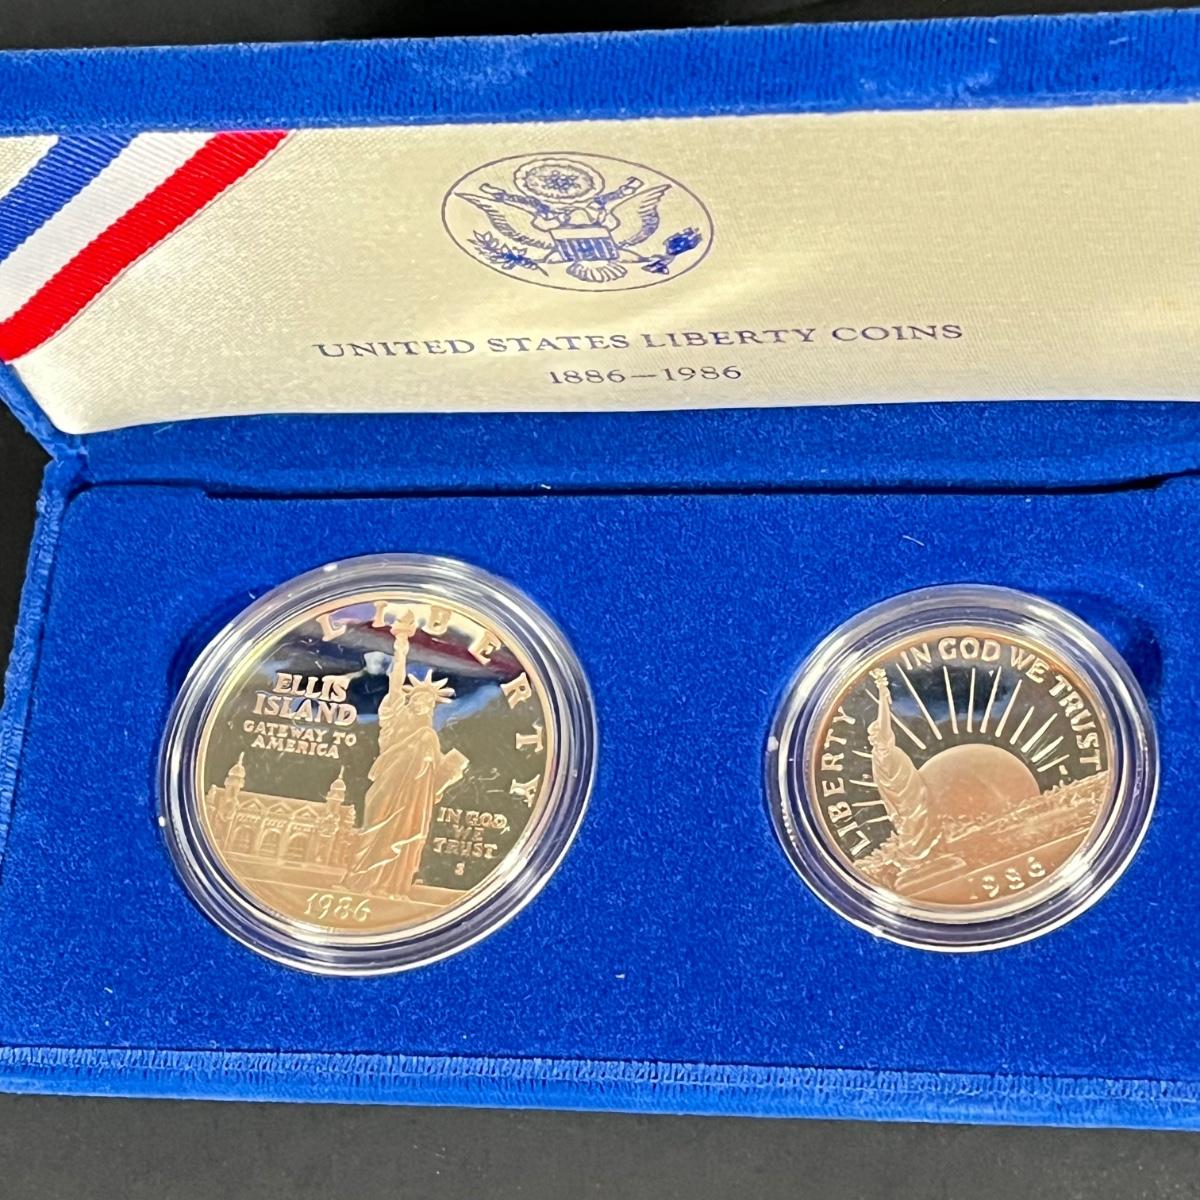 UNITED STATES LIBERTY COINS
1886—1986
LIBERTY
ELLIS
ISLAND
GATEWAY TO
AMERICA
IN GOD
WE
TRUST
S
1986
IN GOD WE TRUST
LIBERTY
1986